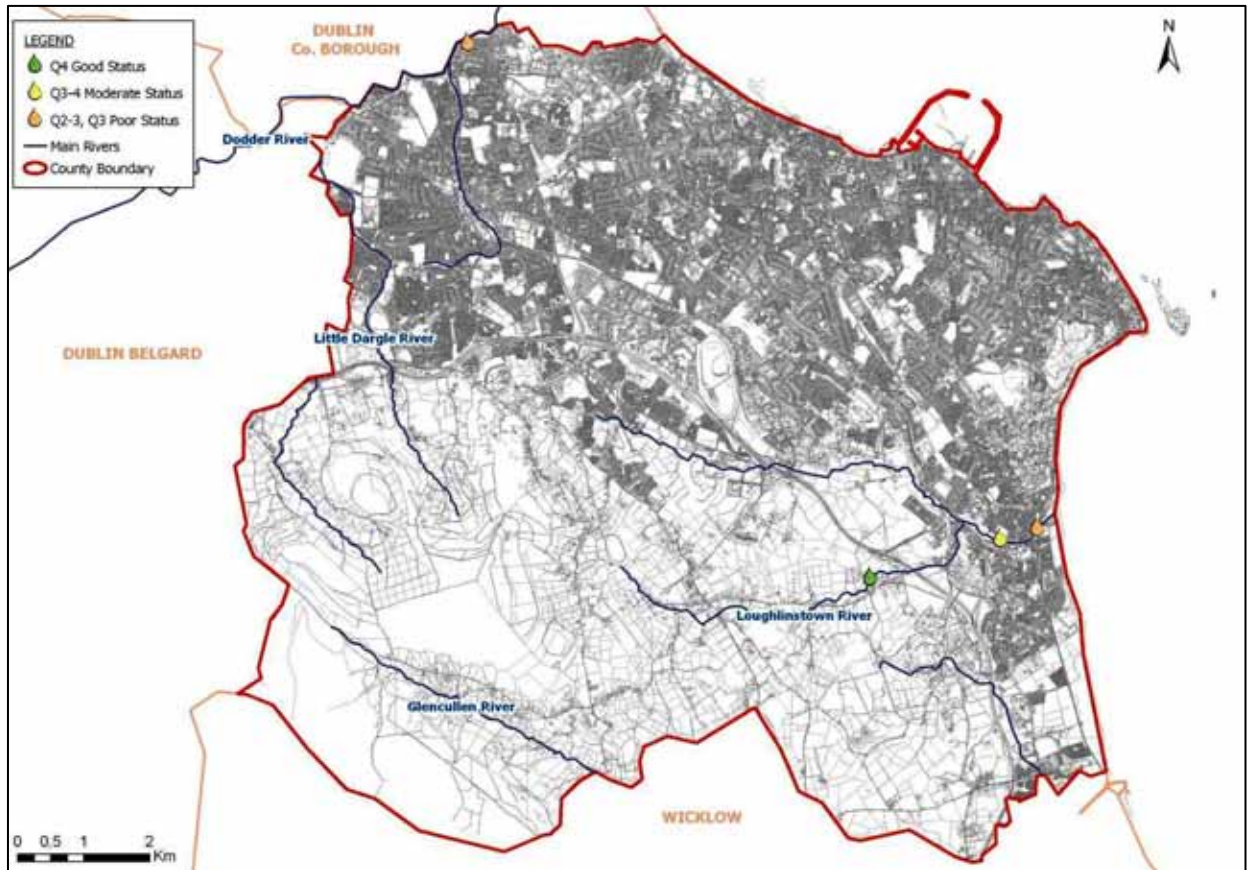 LEGEND
Q4 Good Status
Q3-4 Moderate Status
Q2-3, Q3 Poor Status
Main Rivers
County Boundary
DUBLIN
Co. BOROUGH
N
Dodder River
DUBLIN BELGARD
Little Dargle River
Loughlinstown River
Glencullen River
WICKLOW
0 0.5 1 2
Km